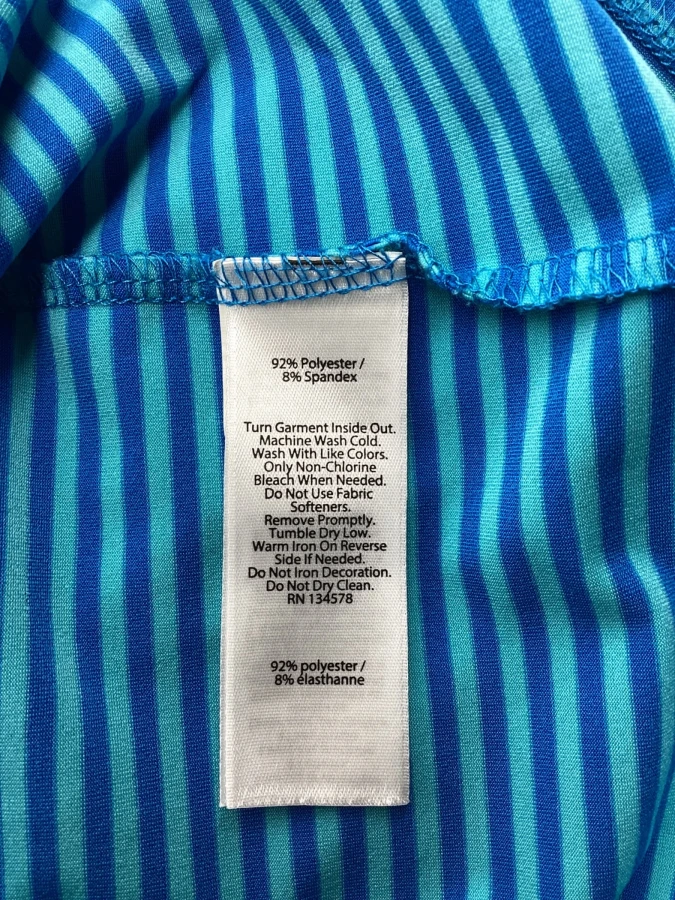 92% Polyester /
8% Spandex
Turn Garment Inside Out.
Machine Wash Cold.
Wash With Like Colors.
Only Non-Chlorine
Bleach When Needed.
Do Not Use Fabric
Softeners.
Remove Promptly.
Tumble Dry Low.
Warm Iron On Reverse
Side If Needed.
Do Not Iron Decoration.
Do Not Dry Clean.
RN 134578
92% polyester /
8% élasthanne